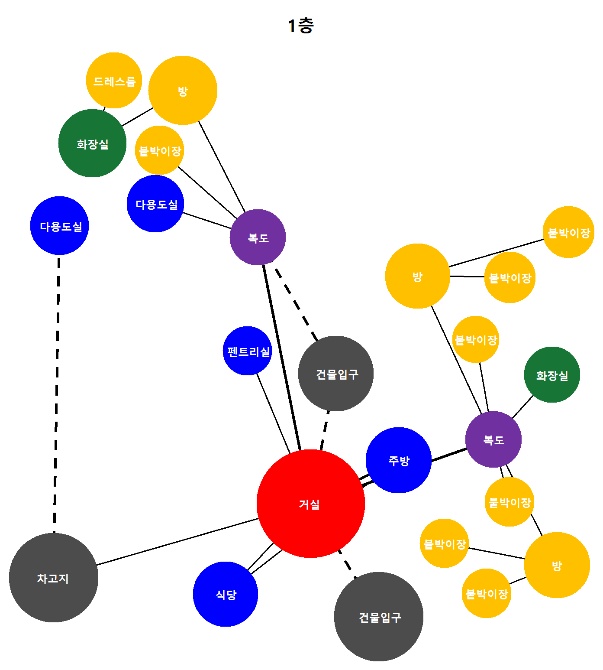 1층
드레스룸
방
화장실
붙박이장
다용도실
다용도실
복도
붙박이장
방
붙박이장
붙박이장
펜트리실
건물입구
화장실
복도
주방
거실
붙박이장
붙박이장
방
차고지
식당
붙박이장
건물입구